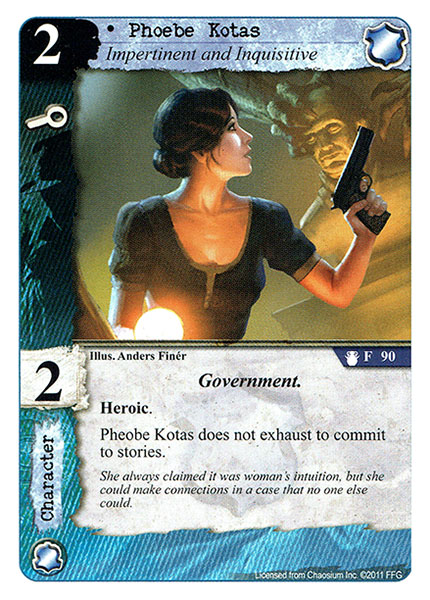 2
• Phoebe Kotas
Impertinent and Inquisitive
Illus. Anders Finér
F 90
2
Government.
Heroic.
Pheobe Kotas does not exhaust to commit
to stories.
She always claimed it was woman's intuition, but she
could make connections in a case that no one else
could.
Character
Licensed from Chaosium Inc. ©2011 FFG